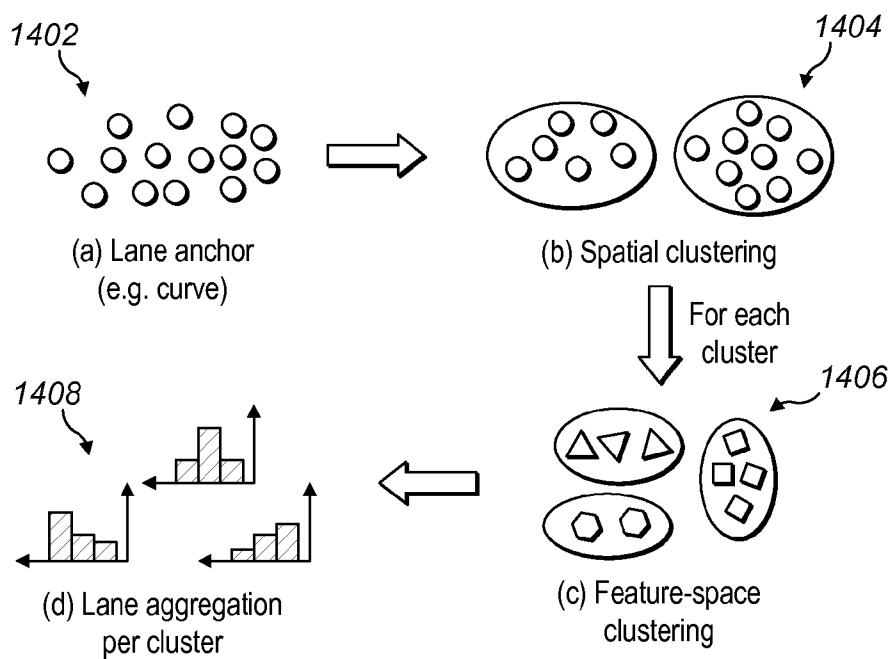 1402
1404
(a) Lane anchor
(e.g. curve)
(b) Spatial clustering
For each
cluster
1408
1406
(d) Lane aggregation
per cluster
(c) Feature-space
clustering